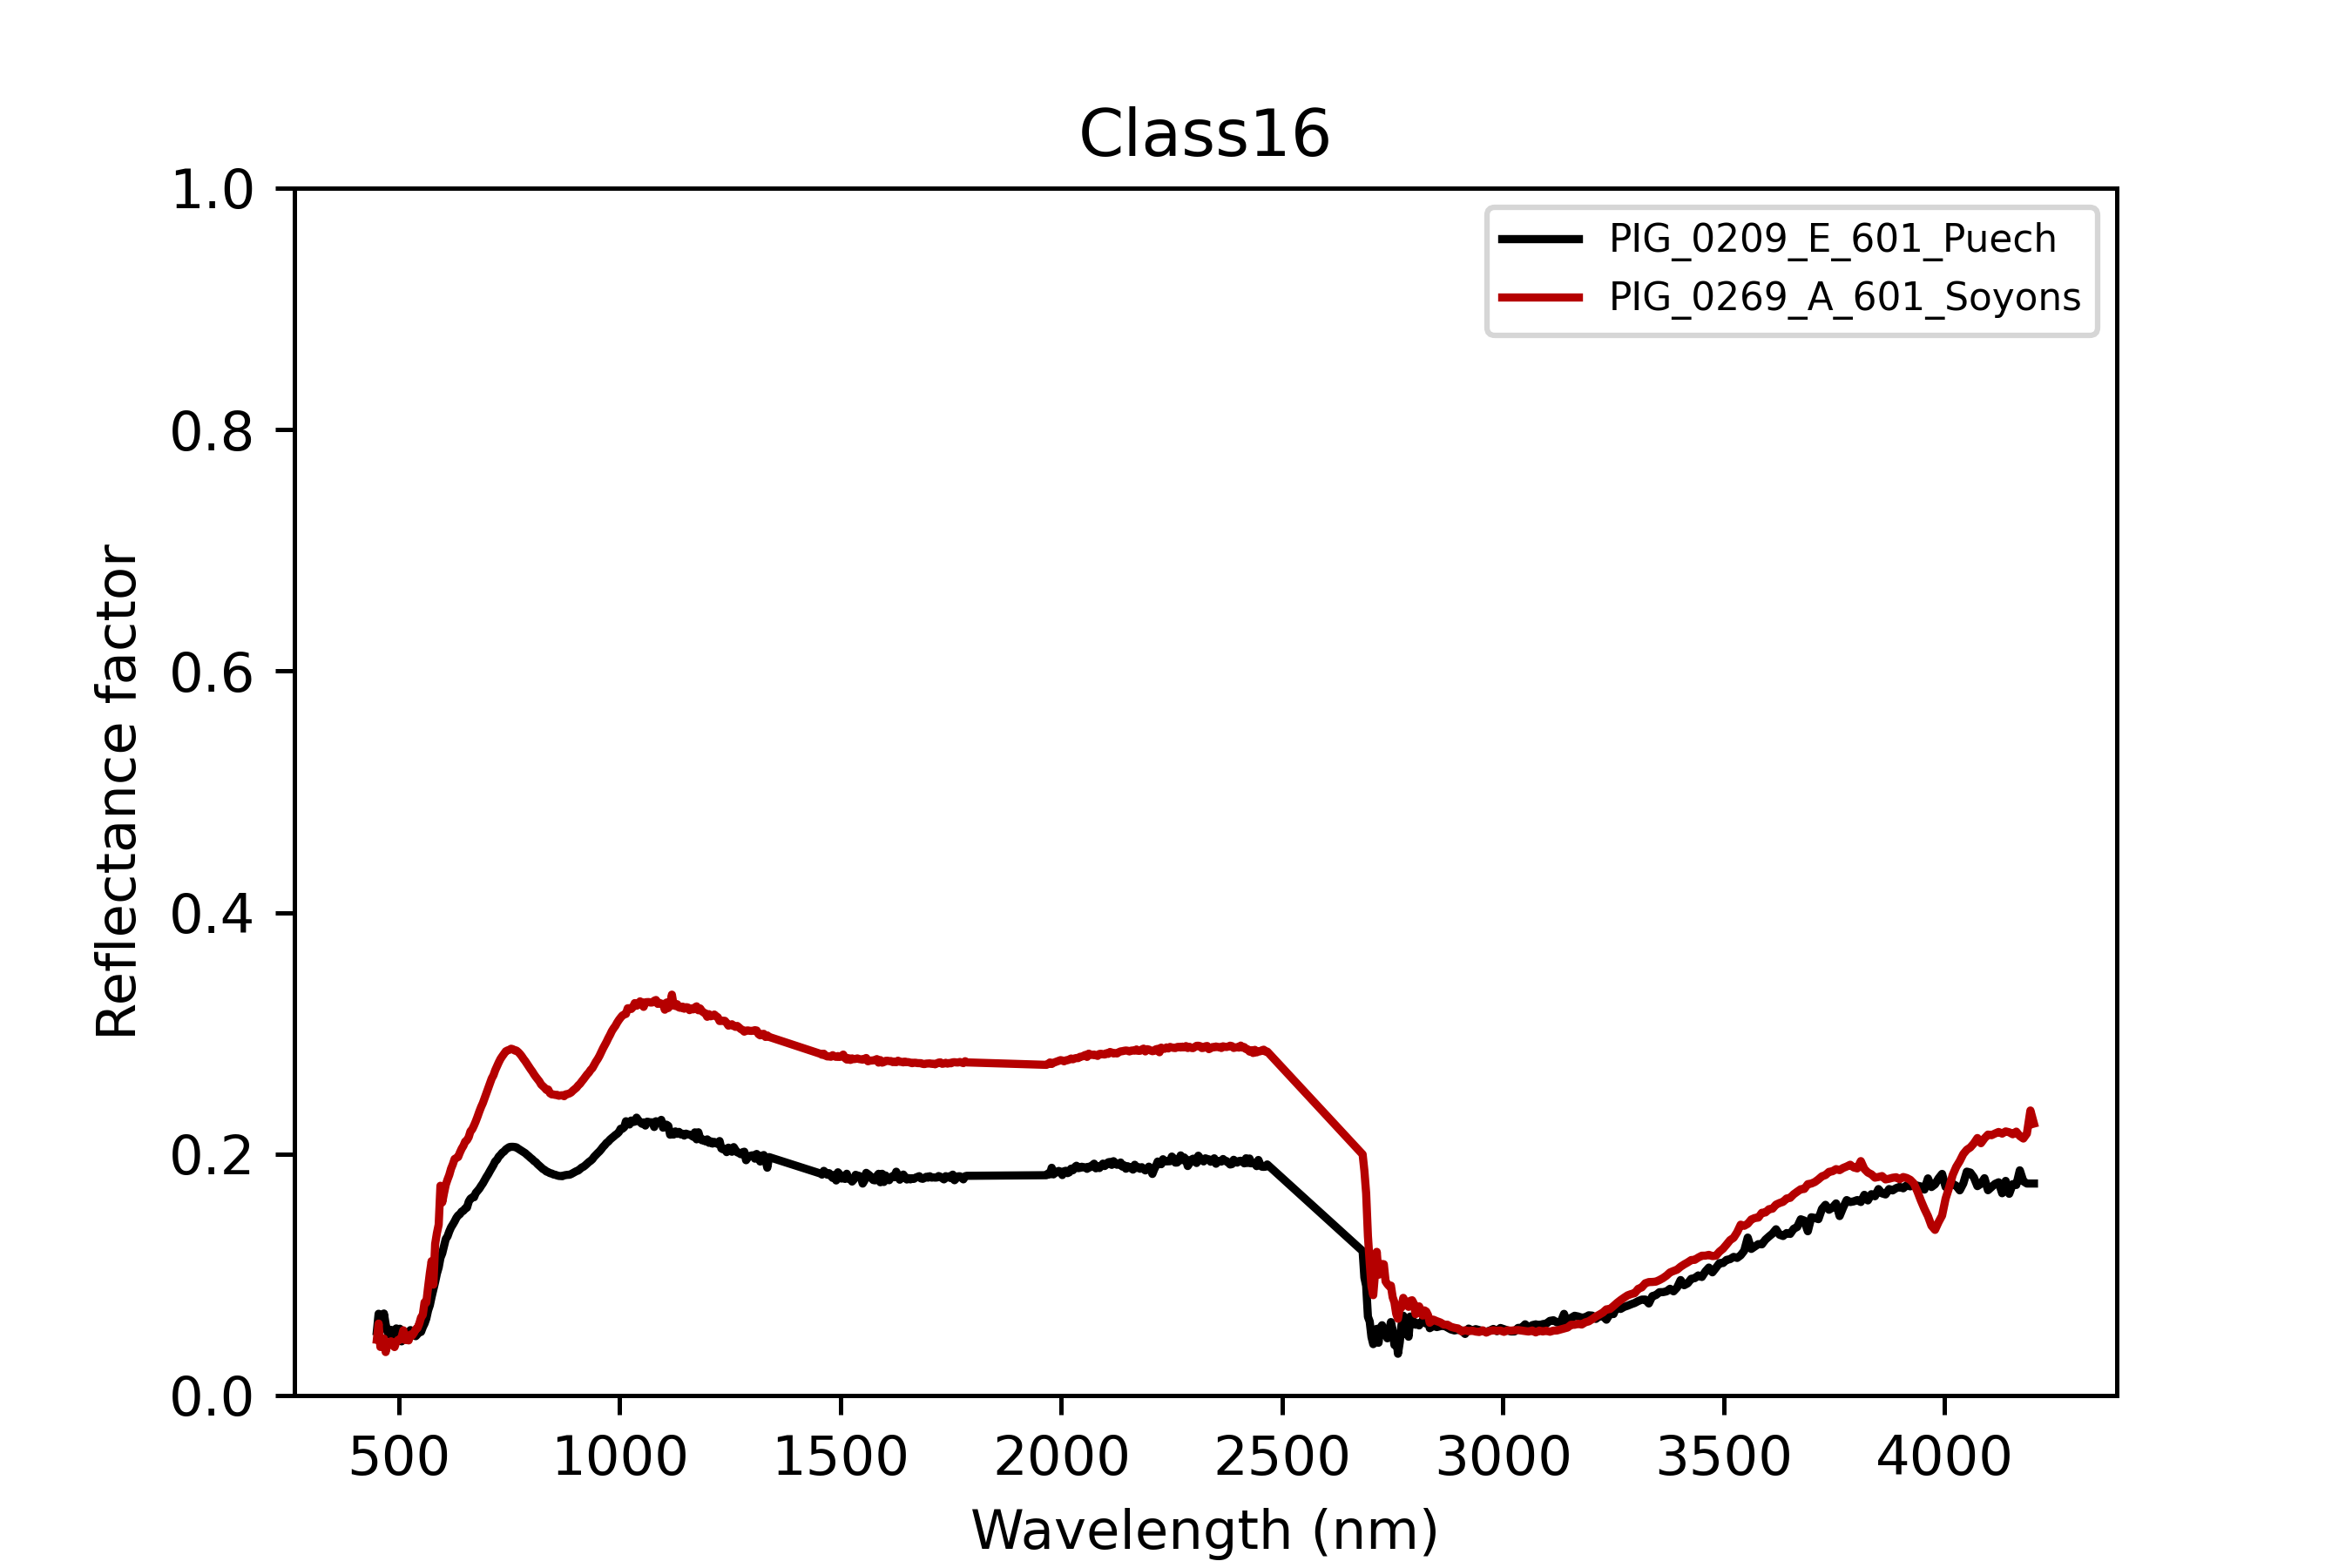 Class16
1.0
0.8
0.6
0.4
0.2
0.0
Reflectance factor
PIG_0209_E_601_Puech
PIG_0269_A_601_Soyons
500 1000 1500 2000 2500 3000 3500 4000
Wavelength (nm)